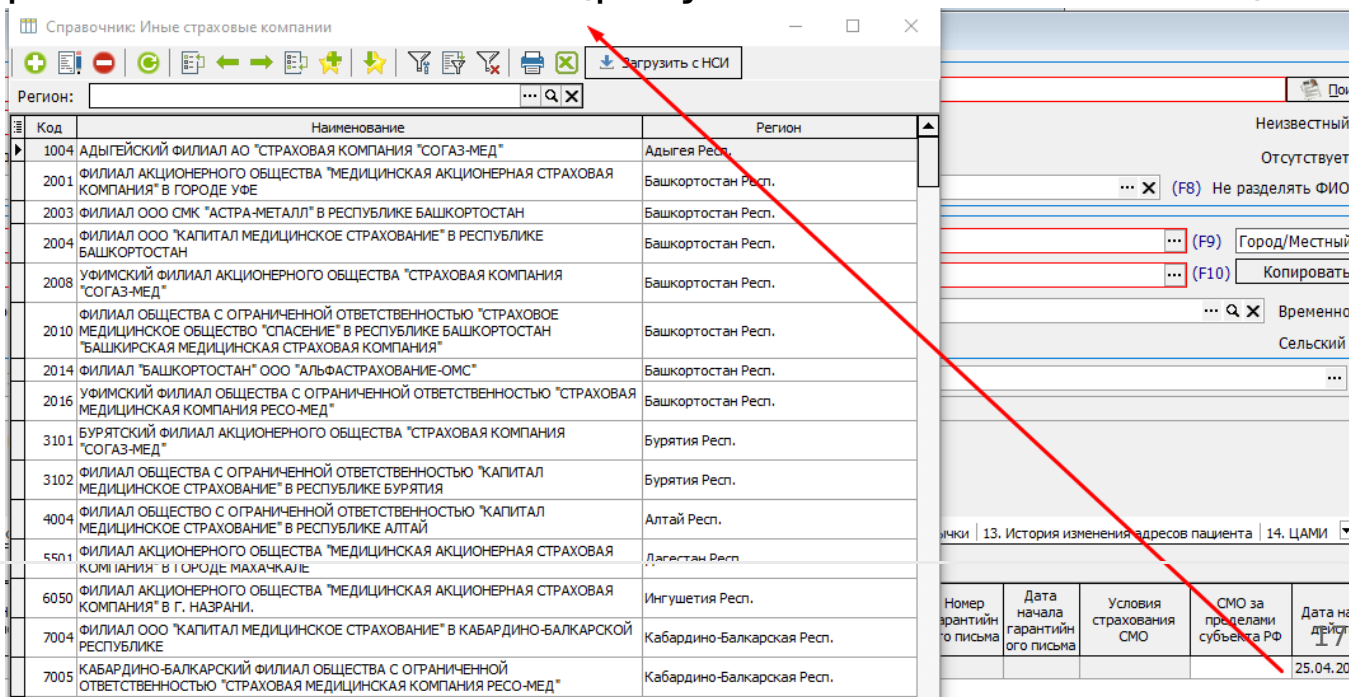 Справочник: Иные страховые компании
Загрузить с НСИ
Регион:
Код Наименование Регион
1004 АДЫГЕЙСКИЙ ФИЛИАЛ АО "СТРАХОВАЯ КОМПАНИЯ "СОГАЗ-МЕД" Адыгея Респ.
2001 ФИЛИАЛ АКЦИОНЕРНОГО ОБЩЕСТВА "МЕДИЦИНСКАЯ АКЦИОНЕРНАЯ СТРАХОВАЯ
КОМПАНИЯ" В ГОРОДЕ УФЕ Башкортостан Респ.
2003 ФИЛИАЛ ООО СМК "АСТРА-МЕТАЛЛ" В РЕСПУБЛИКЕ БАШКОРТОСТАН Башкортостан Респ.
2004 ФИЛИАЛ ООО "КАПИТАЛ МЕДИЦИНСКОЕ СТРАХОВАНИЕ" В РЕСПУБЛИКЕ
БАШКОРТОСТАН Башкортостан Респ.
2008 УФИМСКИЙ ФИЛИАЛ АКЦИОНЕРНОГО ОБЩЕСТВА "СТРАХОВАЯ КОМПАНИЯ
"СОГАЗ-МЕД" Башкортостан Респ.
ФИЛИАЛ ОБЩЕСТВА С ОГРАНИЧЕННОЙ ОТВЕТСТВЕННОСТЬЮ "СТРАХОВОЕ
2010 МЕДИЦИНСКОЕ ОБЩЕСТВО "СПАСЕНИЕ" В РЕСПУБЛИКЕ БАШКОРТОСТАН Башкортостан Респ.
"БАШКИРСКАЯ МЕДИЦИНСКАЯ СТРАХОВАЯ КОМПАНИЯ"
2014 ФИЛИАЛ "БАШКОРТОСТАН" ООО "АЛЬФАСТРАХОВАНИЕ-ОМС" Башкортостан Респ.
2016 УФИМСКИЙ ФИЛИАЛ ОБЩЕСТВА С ОГРАНИЧЕННОЙ ОТВЕТСТВЕННОСТЬЮ "СТРАХОВАЯ
МЕДИЦИНСКАЯ КОМПАНИЯ РЕСО-МЕД" Башкортостан Респ.
3101 БУРЯТСКИЙ ФИЛИАЛ АКЦИОНЕРНОГО ОБЩЕСТВА "СТРАХОВАЯ КОМПАНИЯ
"СОГАЗ-МЕД" Бурятия Респ.
3102 ФИЛИАЛ ОБЩЕСТВА С ОГРАНИЧЕННОЙ ОТВЕТСТВЕННОСТЬЮ "КАПИТАЛ
МЕДИЦИНСКОЕ СТРАХОВАНИЕ" В РЕСПУБЛИКЕ БУРЯТИЯ Бурятия Респ.
4004 ФИЛИАЛ ОБЩЕСТВО С ОГРАНИЧЕННОЙ ОТВЕТСТВЕННОСТЬЮ "КАПИТАЛ
МЕДИЦИНСКОЕ СТРАХОВАНИЕ" В РЕСПУБЛИКЕ АЛТАЙ Алтай Респ.
5501 ФИЛИАЛ АКЦИОНЕРНОГО ОБЩЕСТВА "МЕДИЦИНСКАЯ АКЦИОНЕРНАЯ СТРАХОВАЯ
КОМПАНИЯ" В ГОРОДЕ МАХАЧКАЛЕ Дагестан Респ.
6050 ФИЛИАЛ АКЦИОНЕРНОГО ОБЩЕСТВА "МЕДИЦИНСКАЯ АКЦИОНЕРНАЯ СТРАХОВАЯ
КОМПАНИЯ" В Г. НАЗРАНИ. Ингушетия Респ.
7004 ФИЛИАЛ ООО "КАПИТАЛ МЕДИЦИНСКОЕ СТРАХОВАНИЕ" В КАБАРДИНО-БАЛКАРСКОЙ
РЕСПУБЛИКЕ Кабардино-Балкарская Респ.
7005 КАБАРДИНО-БАЛКАРСКИЙ ФИЛИАЛ ОБЩЕСТВА С ОГРАНИЧЕННОЙ
ОТВЕТСТВЕННОСТЬЮ "СТРАХОВАЯ МЕДИЦИНСКАЯ КОМПАНИЯ РЕСО-МЕД" Кабардино-Балкарская Респ.
Неизвестный
Отсутствует
(F8) Не разделять ФИО
(F9) Город/Местный
(F10) Копировать
Временно
Сельский
13. История изменения адресов пациента 14. ЦАМИ
Номер
письма
Дата
начала
гарантийн
ого письма
Условия
страхования
СМО
СМО за
пределами
субъекта РФ
Дата
17
25.04.20